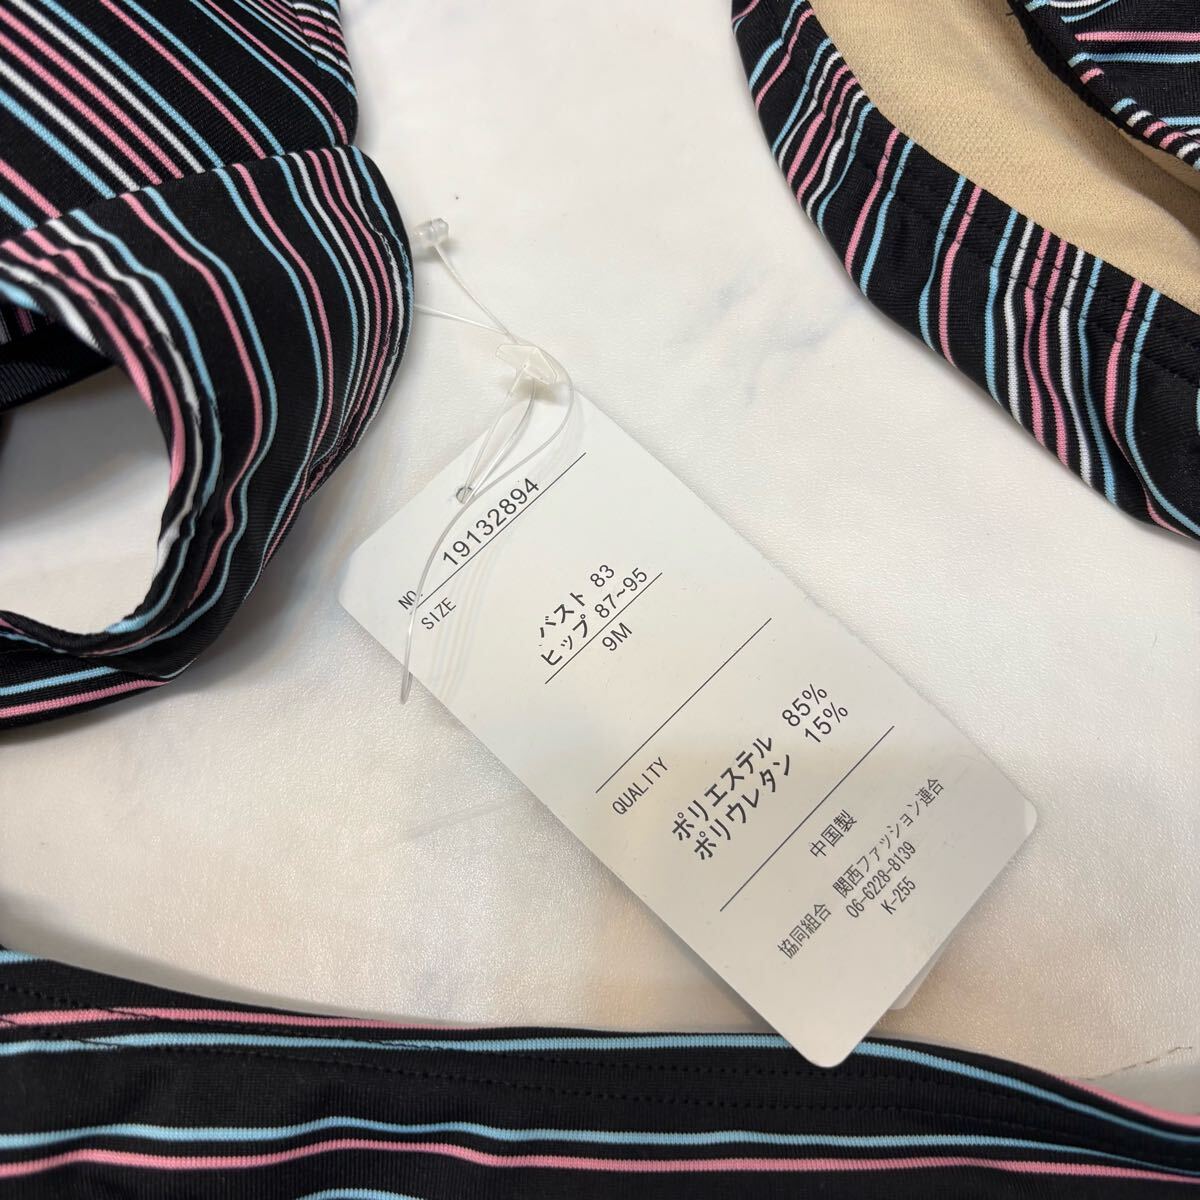 NO. 19132894
SIZE
バスト 83
ヒップ 87~95
9M
QUALITY
ポリエステル 85%
ポリウレタン 15%
中国製
協同組合 関西ファッション連合
06-6228-8139
K-255